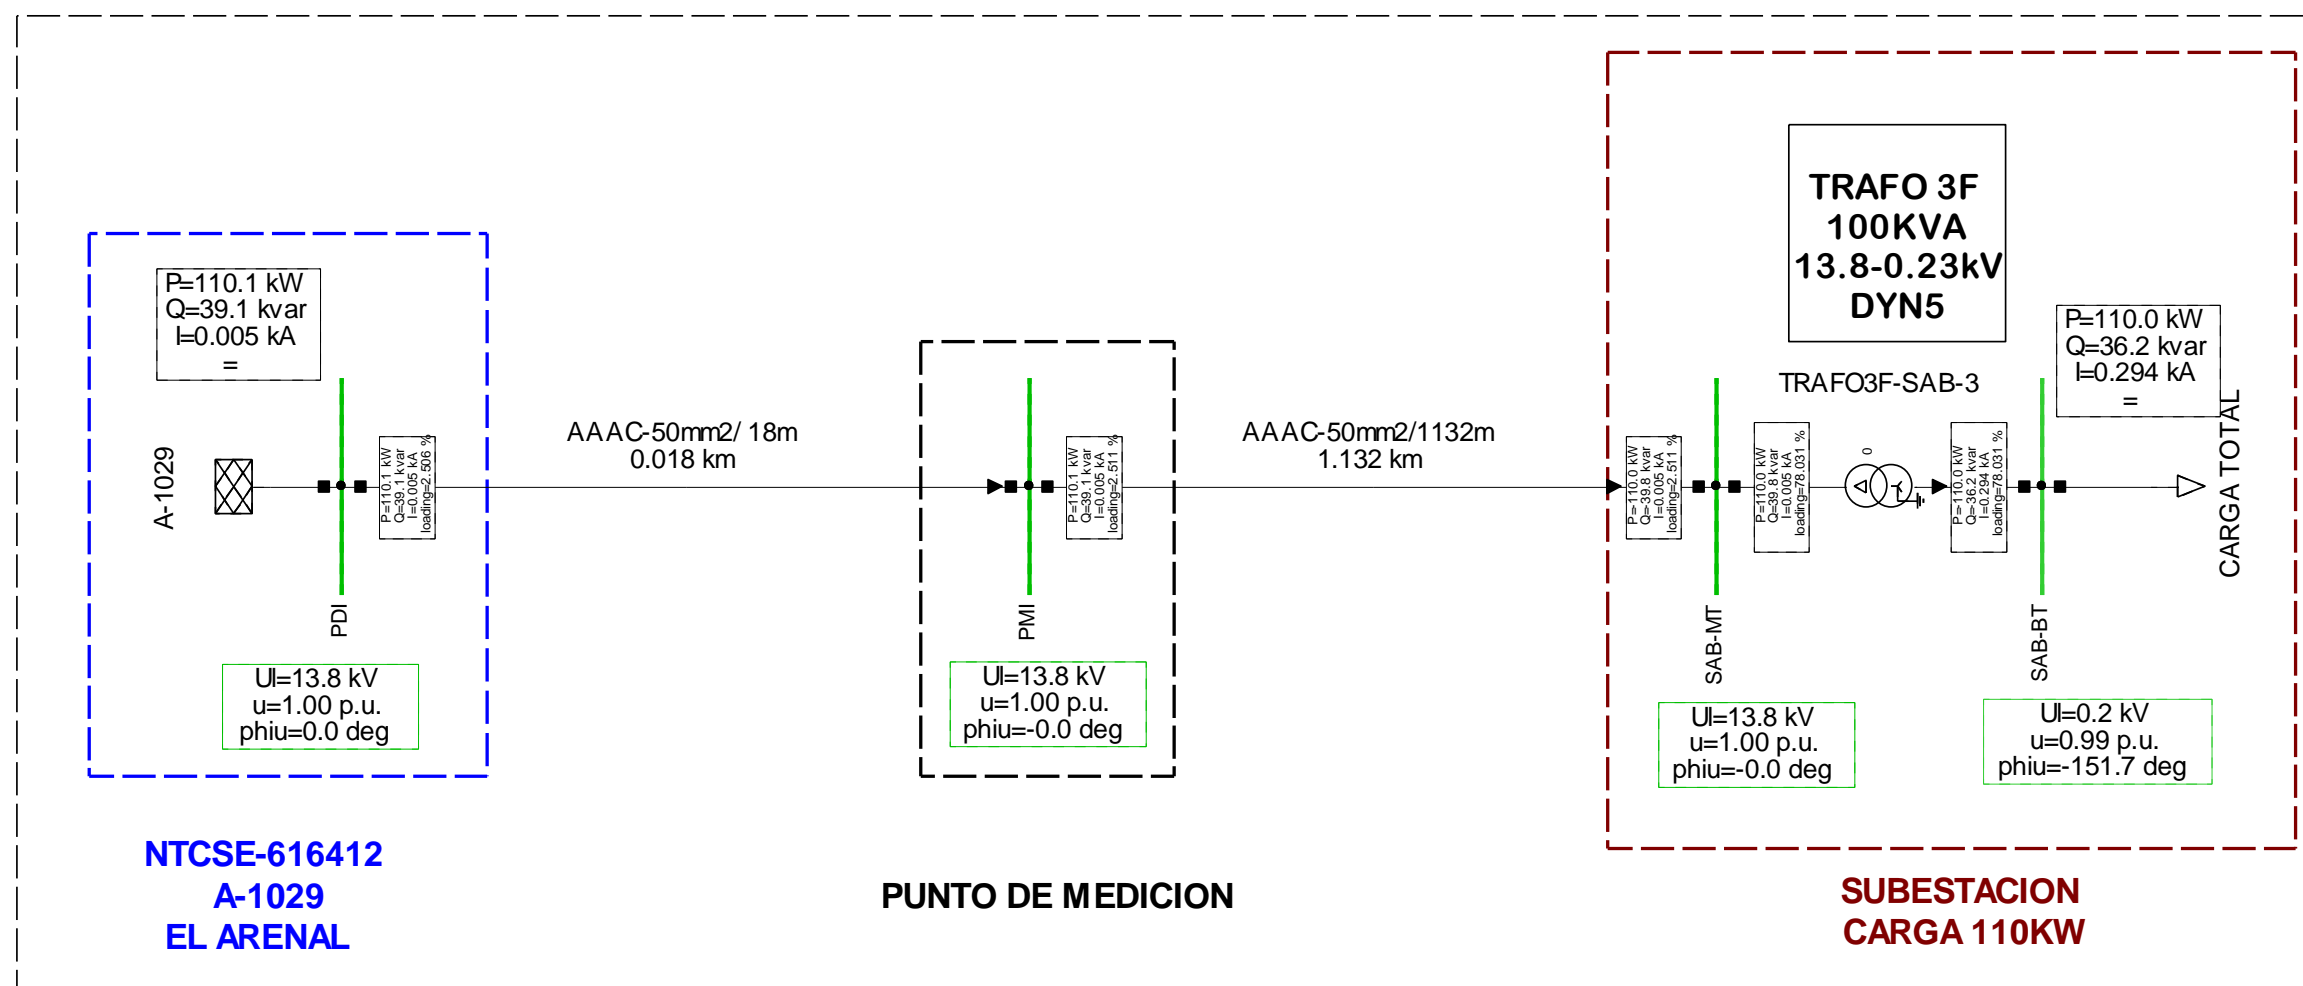 P=110.1 kW
Q=39.1 kvar
I=0.005 kA
=
A-1029
PDI
P=110.1 kW
Q=39.1 kvar
I=0.005 kA
loading=2.506 %
Ul=13.8 kV
u=1.00 p.u.
phiu=0.0 deg
NTCSE-616412
A-1029
EL ARENAL
AAAC-50mm2/ 18m
0.018 km
PMI
P=110.1 kW
Q=39.1 kvar
I=0.005 kA
loading=2.511 %
Ul=13.8 kV
u=1.00 p.u.
phiu=-0.0 deg
PUNTO DE MEDICION
AAAC-50mm2/1132m
1.132 km
TRAFO 3F
100KVA
13.8-0.23kV
DYN5
TRAFO3F-SAB-3
P=-110.0 kW
Q=-39.8 kvar
I=0.005 kA
loading=2.511 %
SAB-MT
P=110.0 kW
Q=39.8 kvar
I=0.005 kA
loading=78.031 %
0
P=-110.0 kW
Q=-36.2 kvar
I=0.294 kA
loading=78.031 %
SAB-BT
P=110.0 kW
Q=36.2 kvar
I=0.294 kA
=
CARGA TOTAL
Ul=13.8 kV
u=1.00 p.u.
phiu=-0.0 deg
Ul=0.2 kV
u=0.99 p.u.
phiu=-151.7 deg
SUBESTACION
CARGA 110KW